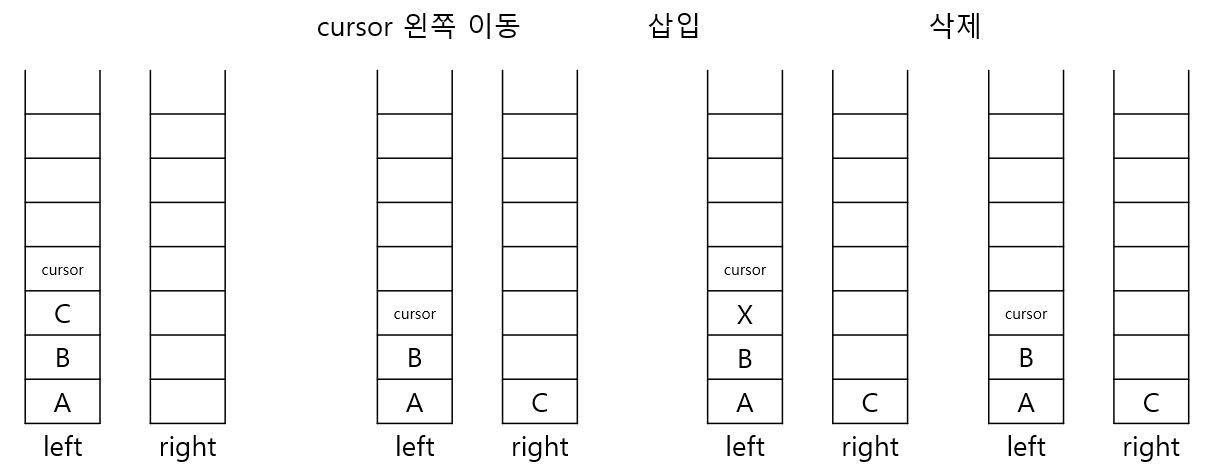 cursor 왼쪽 이동
삽입
삭제
cursor
C
B
A
left
right
cursor
B
A
C
left
right
cursor
X
B
A
C
left
right
cursor
B
A
C
left
right